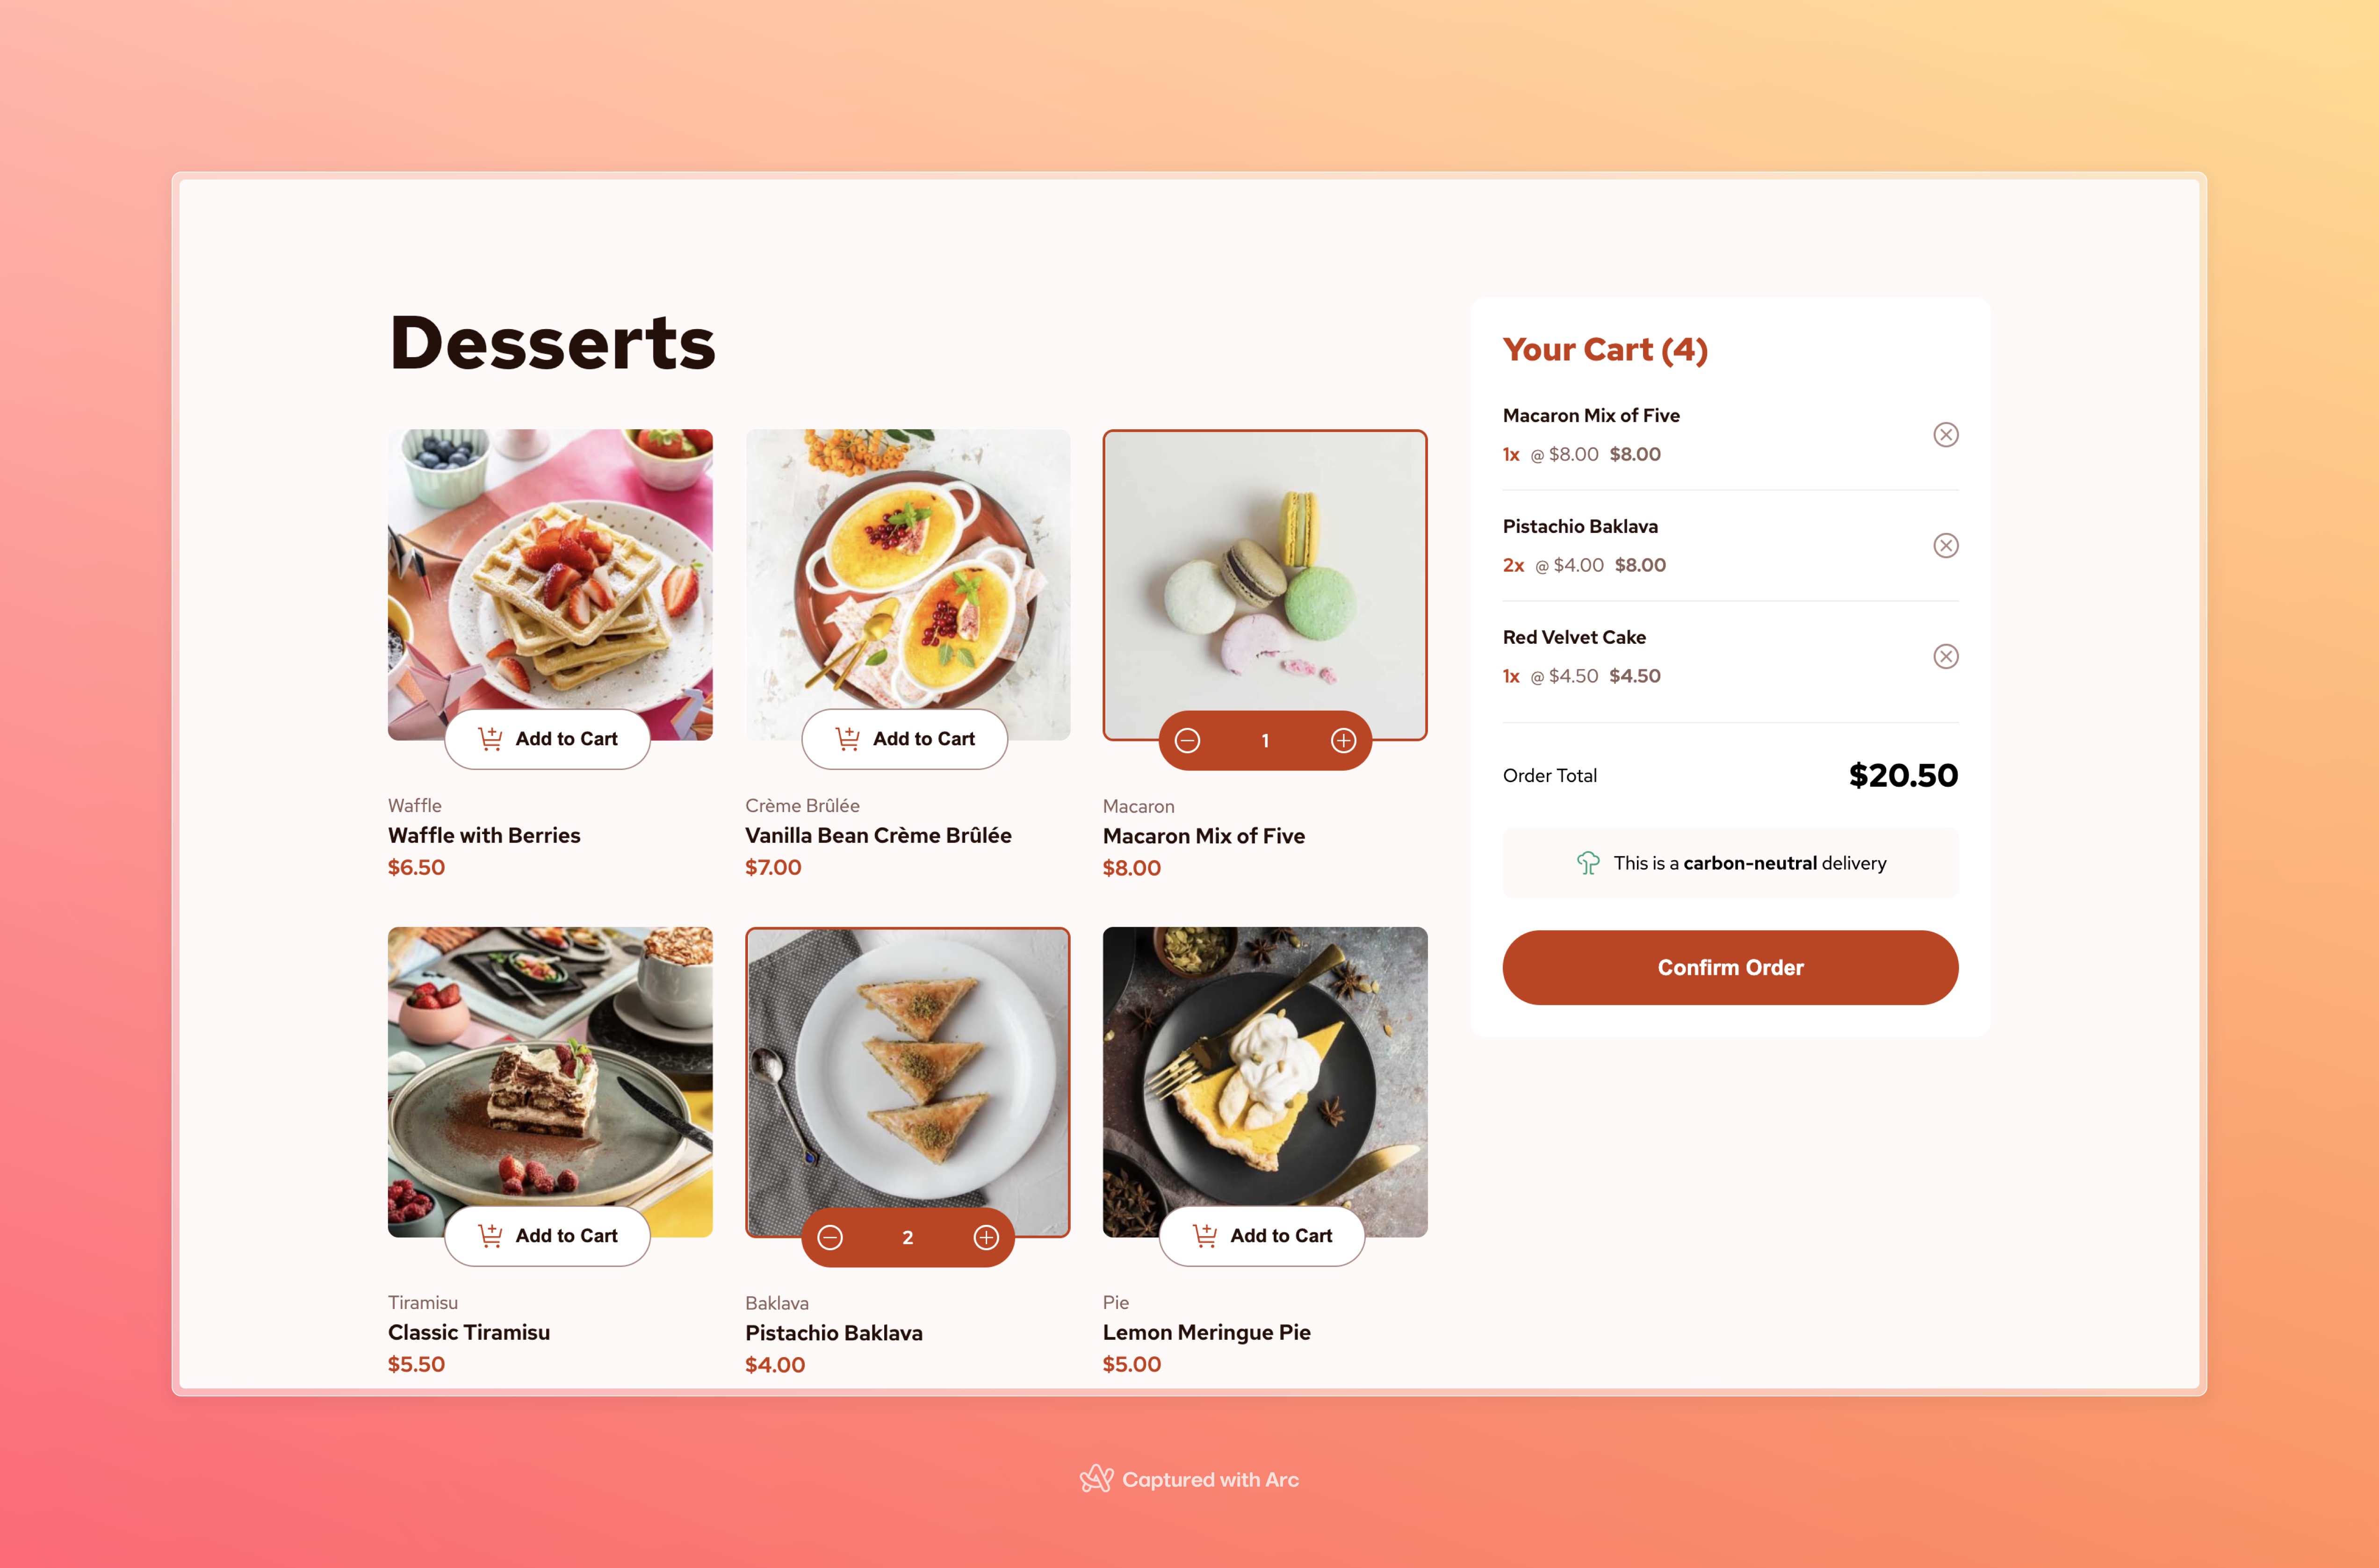 Desserts
Add to Cart
Waffle
Waffle with Berries
$6.50
Add to Cart
Crème Brûlée
Vanilla Bean Crème Brûlée
$7.00
1
Macaron
Macaron Mix of Five
$8.00
Add to Cart
Tiramisu
Classic Tiramisu
$5.50
2
Baklava
Pistachio Baklava
$4.00
Add to Cart
Pie
Lemon Meringue Pie
$5.00
Your Cart (4)
Macaron Mix of Five
1x @ $8.00 $8.00
Pistachio Baklava
2x @ $4.00 $8.00
Red Velvet Cake
1x @ $4.50 $4.50
Order Total $20.50
This is a carbon-neutral delivery
Confirm Order
Captured with Arc